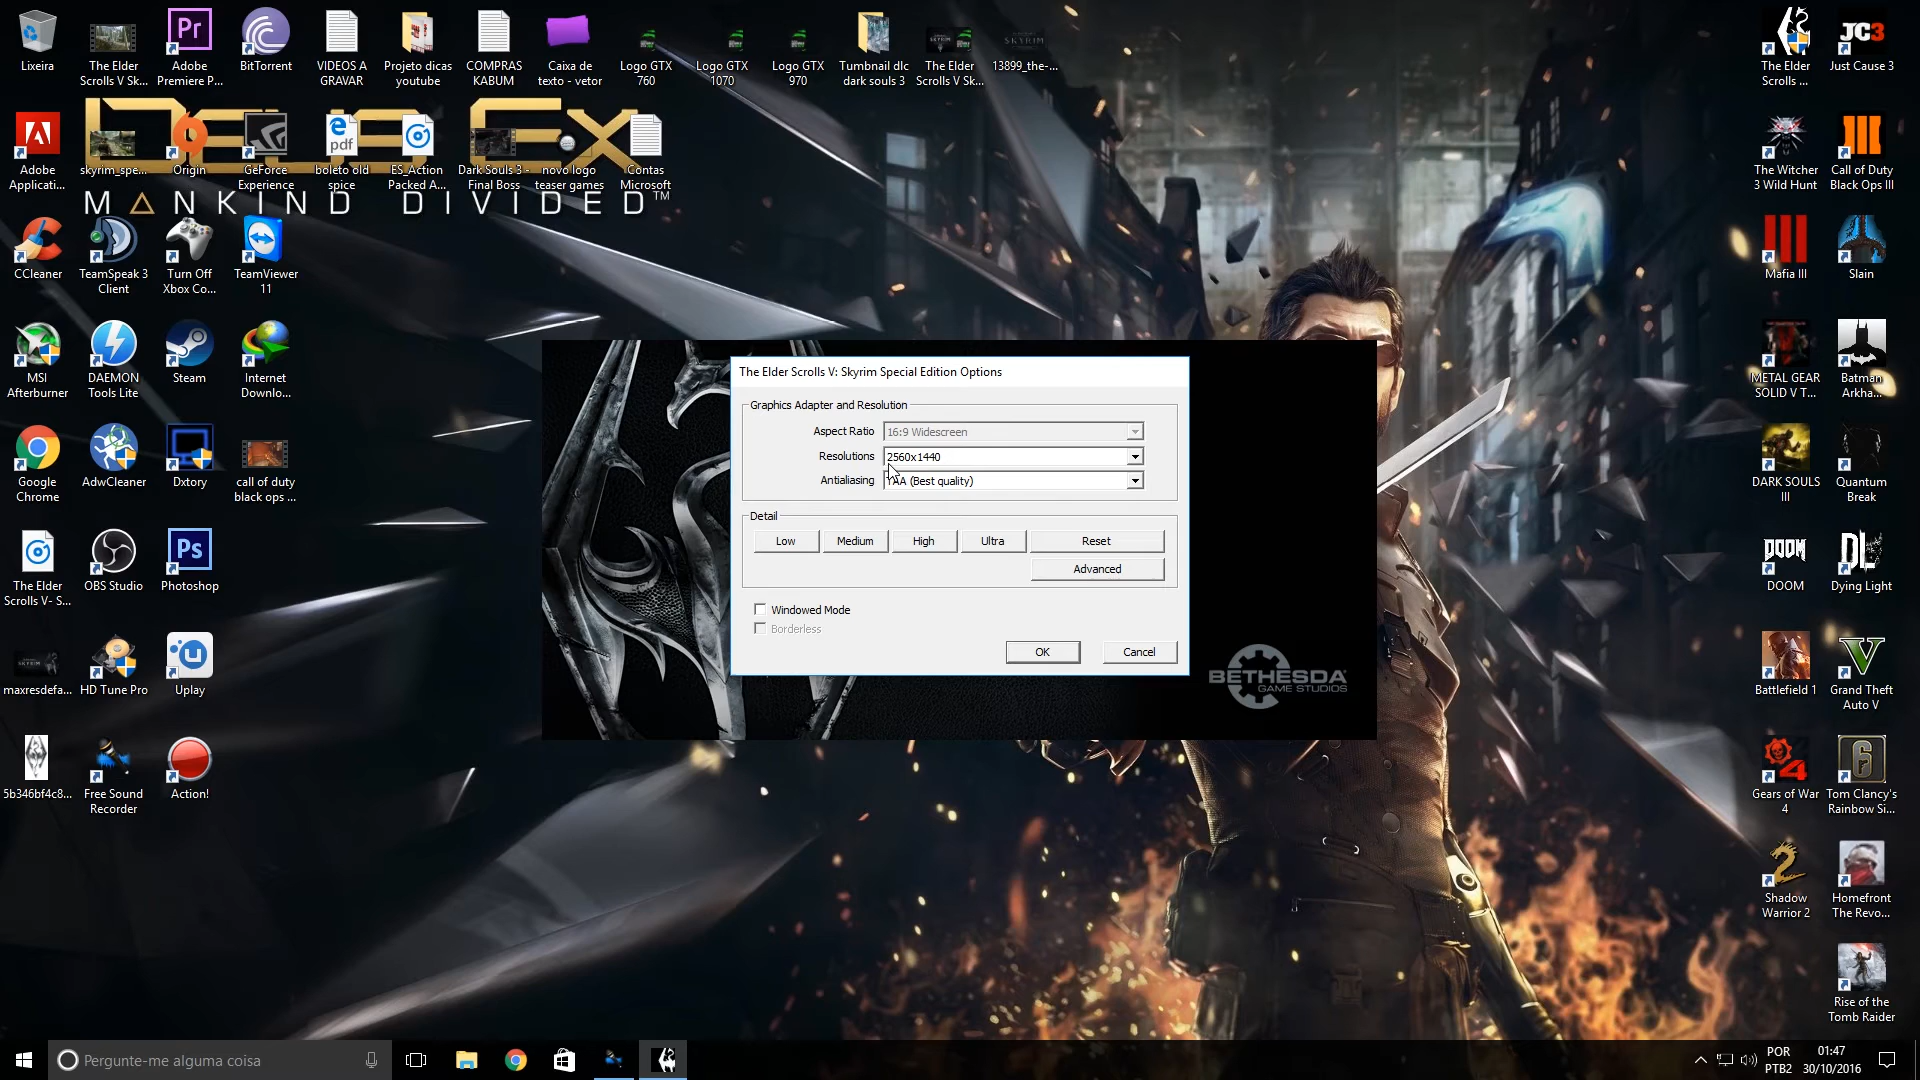 Lixeira
The Elder
Scrolls V Sk...
Adobe
Premiere P...
BitTorrent
VIDEOS A
GRAVAR
Projeto dicas
youtube
COMPRAS
KABUM
Caixa de
texto - vetor
Logo GTX
760
Logo GTX
1070
Logo GTX
970
Tumbnail dlc
dark souls 3
The Elder
Scrolls V Sk...
13899_the-...
The Elder
Scrolls ...
JC3
Just Cause 3
Adobe
Applicati...
skyrim_spe...
Origin
GeForce
Experience
pdf
boleto old
spice
ES_Action
Packed A...
Dark Souls 3 -
Final Boss
novo logo
teaser games
Contas
Microsoft
The Witcher
3 Wild Hunt
Call of Duty
Black Ops III
MANKIND DIVIDED™
CCleaner
TeamSpeak 3
Client
Turn Off
Xbox Co...
TeamViewer
11
Mafia III
Slain
MSI
Afterburner
DAEMON
Tools Lite
Steam
Internet
Downlo...
METAL GEAR
SOLID V T...
Batman
Arkha...
Google
Chrome
AdwCleaner
Dxtory
call of duty
black ops ...
DARK SOULS
III
Quantum
Break
The Elder
Scrolls V- S...
OBS Studio
Ps
Photoshop
DOOM
DOOM
DL
Dying Light
maxresdefa...
HD Tune Pro
Uplay
Battlefield 1
Grand Theft
Auto V
5b346bf4c8...
Free Sound
Recorder
Action!
Gears of War
4
Tom Clancy's
Rainbow Si...
Shadow
Warrior 2
Homefront
The Revo...
Rise of the
Tomb Raider
The Elder Scrolls V: Skyrim Special Edition Options
Graphics Adapter and Resolution
Aspect Ratio 16:9 Widescreen
Resolutions 2560x1440
Antialiasing (Best quality)
Detail
Low Medium High Ultra Reset
Advanced
Windowed Mode
Borderless
OK Cancel
BETHESDA
GAME STUDIOS
Pergunte-me alguma coisa
POR
PTB2
01:47
30/10/2016